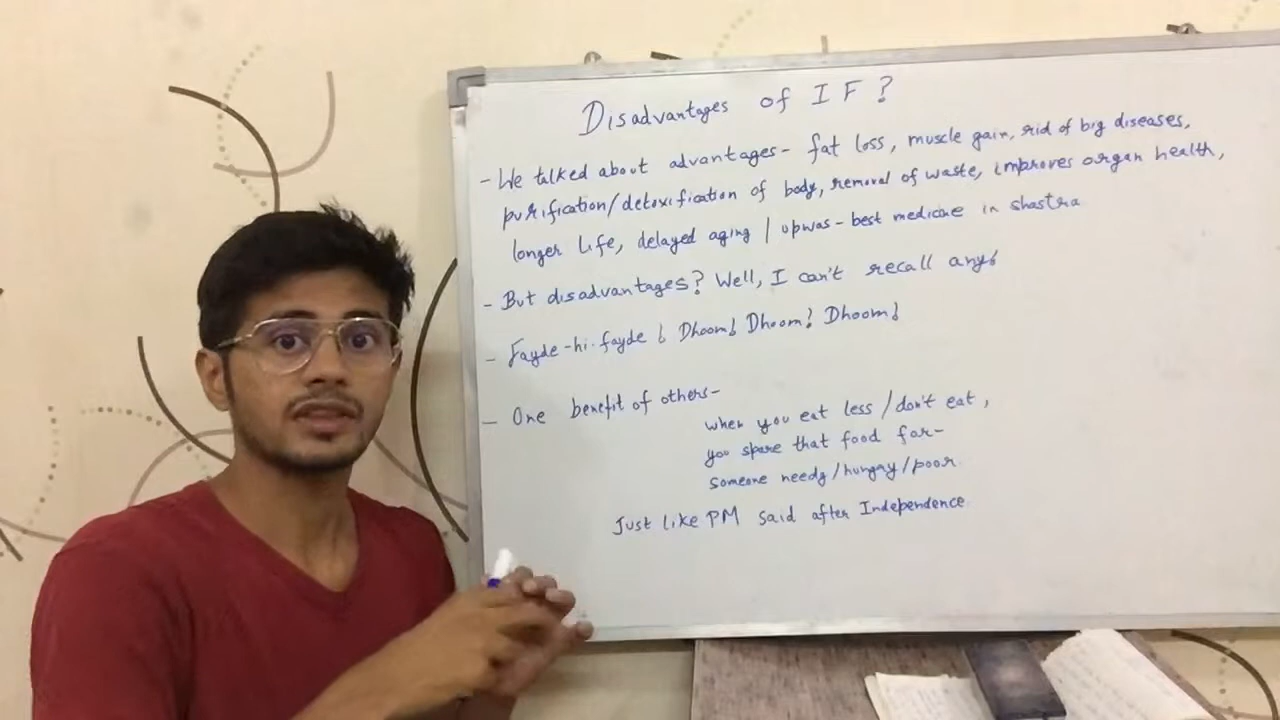 Disadvantages of IF?
- We talked about advantages - fat loss, muscle gain, rid of big diseases,
purification/detoxification of body, removal of waste, improves organ health,
longer life, delayed aging / upwas - best medicine in shastra
- But disadvantages? Well, I can't recall any!
- Fayde-hi-fayde! Dhoom! Dhoom! Dhoom!
- One benefit of others-
when you eat less / don't eat,
you spare that food for-
someone needy/hungry/poor.
Just like PM said after Independence